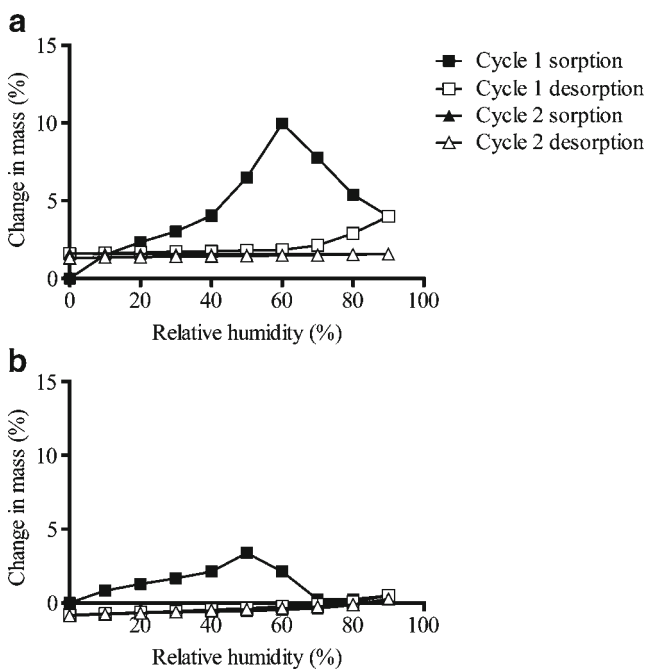 a
15
10
5
0
Change in mass (%)
0 20 40 60 80 100
Relative humidity (%)
Cycle 1 sorption
Cycle 1 desorption
Cycle 2 sorption
Cycle 2 desorption
b
15
10
5
0
Change in mass (%)
20 40 60 80 100
Relative humidity (%)